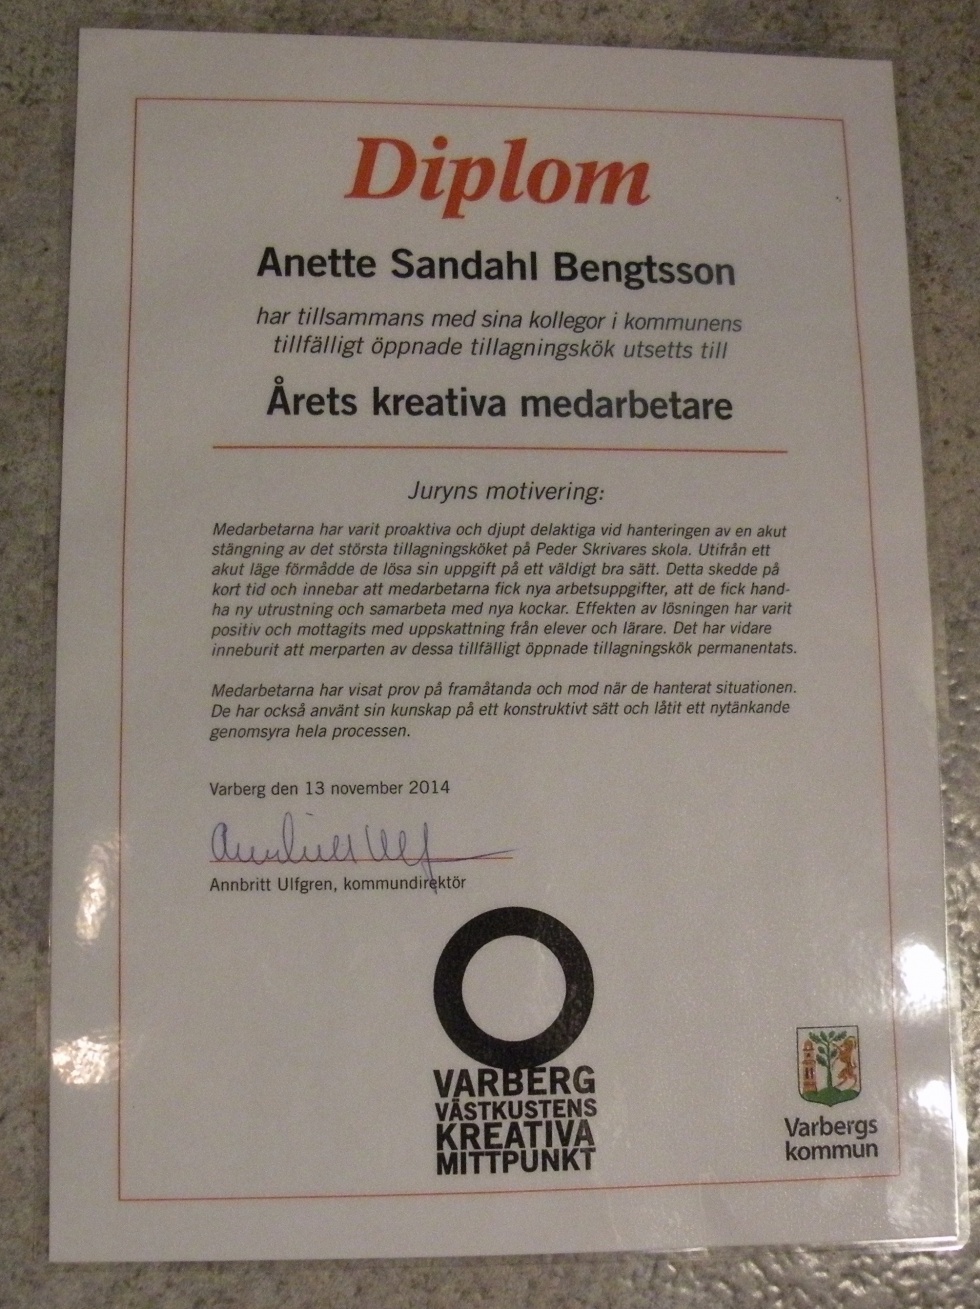 Diplom
Anette Sandahl Bengtsson
har tillsammans med sina kollegor i kommunens
tillfälligt öppnade tillagningskök utsetts till
Årets kreativa medarbetare
Juryns motivering:
Medarbetarna har varit proaktiva och djupt delaktiga vid hanteringen av en akut
stängning av det största tillagningsköket på Peder Skrivares skola. Utifrån ett
akut läge förmådde de lösa sin uppgift på ett väldigt bra sätt. Detta skedde på
kort tid och innebar att medarbetarna fick nya arbetsuppgifter, att de fick hand-
ha ny utrustning och samarbeta med nya kockar. Effekten av lösningen har varit
positiv och mottagits med uppskattning från elever och lärare. Det har vidare
inneburit att merparten av dessa tillfälligt öppnade tillagningskök permanentats.
Medarbetarna har visat prov på framåtanda och mod när de hanterat situationen.
De har också använt sin kunskap på ett konstruktivt sätt och låtit ett nytänkande
genomsyra hela processen.
Varberg den 13 november 2014
Annbritt Ulf
Annbritt Ulfgren, kommundirektör
VARBERG
VÄSTKUSTENS
KREATIVA
MITTPUNKT
Varbergs
kommun